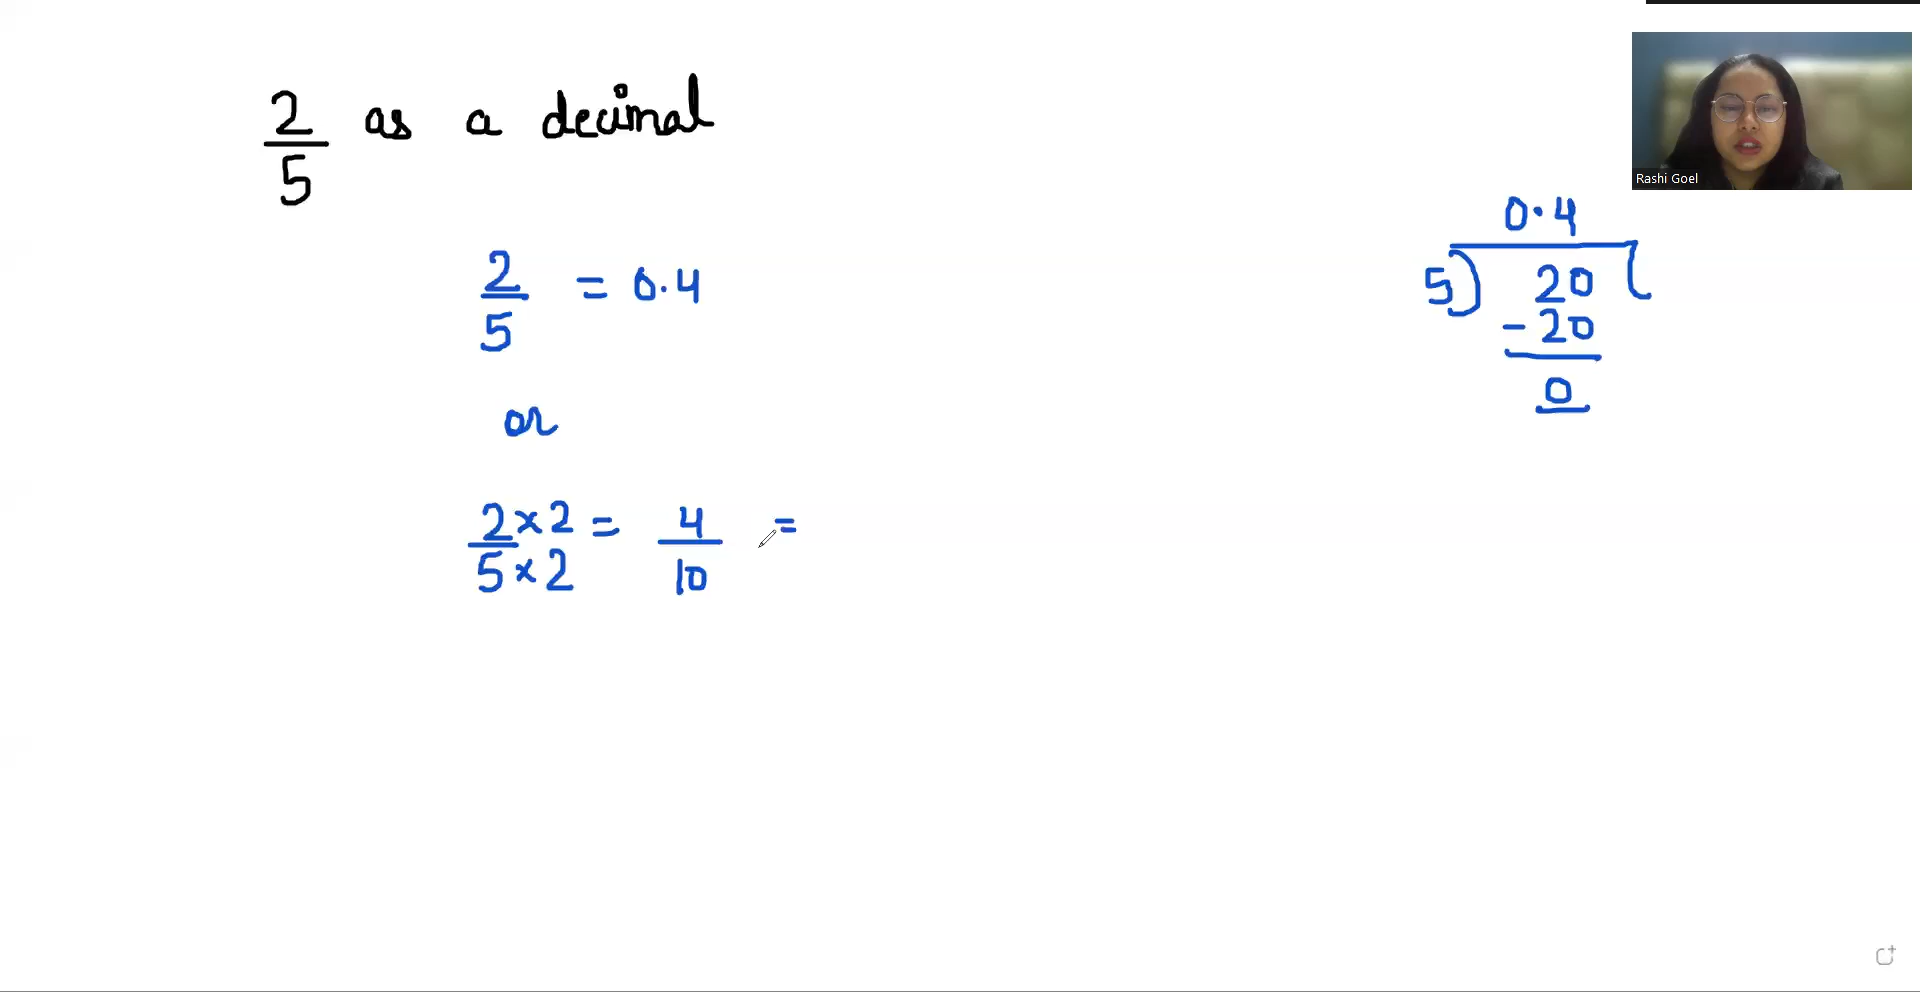 2/5 as a decimal
Rashi Goel
2/5 = 0.4
0.4
5) 20 (
-20
0
or
2×2/5×2 = 4/10 =